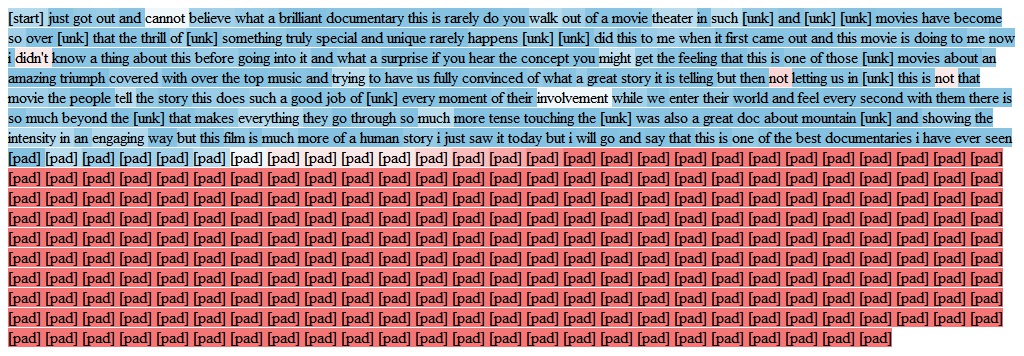 [start] just got out and cannot believe what a brilliant documentary this is rarely do you walk out of a movie theater in such [unk] and [unk] [unk] movies have become
so over [unk] that the thrill of [unk] something truly special and unique rarely happens [unk] [unk] did this to me when it first came out and this movie is doing to me now
i didn't know a thing about this before going into it and what a surprise if you hear the concept you might get the feeling that this is one of those [unk] movies about an
amazing triumph covered with over the top music and trying to have us fully convinced of what a great story it is telling but then not letting us in [unk] this is not that
movie the people tell the story this does such a good job of [unk] every moment of their involvement while we enter their world and feel every second with them there is
so much beyond the [unk] that makes everything they go through so much more tense touching the [unk] was also a great doc about mountain [unk] and showing the
intensity in an engaging way but this film is much more of a human story i just saw it today but i will go and say that this is one of the best documentaries i have ever seen
[pad] [pad] [pad] [pad] [pad] [pad] [pad] [pad] [pad] [pad] [pad] [pad] [pad] [pad] [pad] [pad] [pad] [pad] [pad] [pad] [pad] [pad] [pad] [pad] [pad] [pad] [pad]
[pad] [pad] [pad] [pad] [pad] [pad] [pad] [pad] [pad] [pad] [pad] [pad] [pad] [pad] [pad] [pad] [pad] [pad] [pad] [pad] [pad] [pad] [pad] [pad] [pad] [pad] [pad]
[pad] [pad] [pad] [pad] [pad] [pad] [pad] [pad] [pad] [pad] [pad] [pad] [pad] [pad] [pad] [pad] [pad] [pad] [pad] [pad] [pad] [pad] [pad] [pad] [pad] [pad] [pad]
[pad] [pad] [pad] [pad] [pad] [pad] [pad] [pad] [pad] [pad] [pad] [pad] [pad] [pad] [pad] [pad] [pad] [pad] [pad] [pad] [pad] [pad] [pad] [pad] [pad] [pad] [pad]
[pad] [pad] [pad] [pad] [pad] [pad] [pad] [pad] [pad] [pad] [pad] [pad] [pad] [pad] [pad] [pad] [pad] [pad] [pad] [pad] [pad] [pad] [pad] [pad] [pad] [pad] [pad]
[pad] [pad] [pad] [pad] [pad] [pad] [pad] [pad] [pad] [pad] [pad] [pad] [pad] [pad] [pad] [pad] [pad] [pad] [pad] [pad] [pad] [pad] [pad] [pad] [pad] [pad] [pad]
[pad] [pad] [pad] [pad] [pad] [pad] [pad] [pad] [pad] [pad] [pad] [pad] [pad] [pad] [pad] [pad] [pad] [pad] [pad] [pad] [pad] [pad] [pad] [pad] [pad] [pad] [pad]
[pad] [pad] [pad] [pad] [pad] [pad] [pad] [pad] [pad] [pad] [pad] [pad] [pad] [pad] [pad] [pad] [pad] [pad] [pad] [pad] [pad] [pad] [pad] [pad] [pad] [pad] [pad]
[pad] [pad] [pad] [pad] [pad] [pad] [pad] [pad] [pad] [pad] [pad] [pad] [pad] [pad] [pad] [pad] [pad] [pad] [pad] [pad] [pad] [pad] [pad] [pad] [pad] [pad] [pad]
[pad] [pad] [pad] [pad] [pad] [pad] [pad] [pad] [pad] [pad] [pad] [pad] [pad] [pad] [pad] [pad] [pad] [pad] [pad] [pad] [pad] [pad] [pad] [pad]